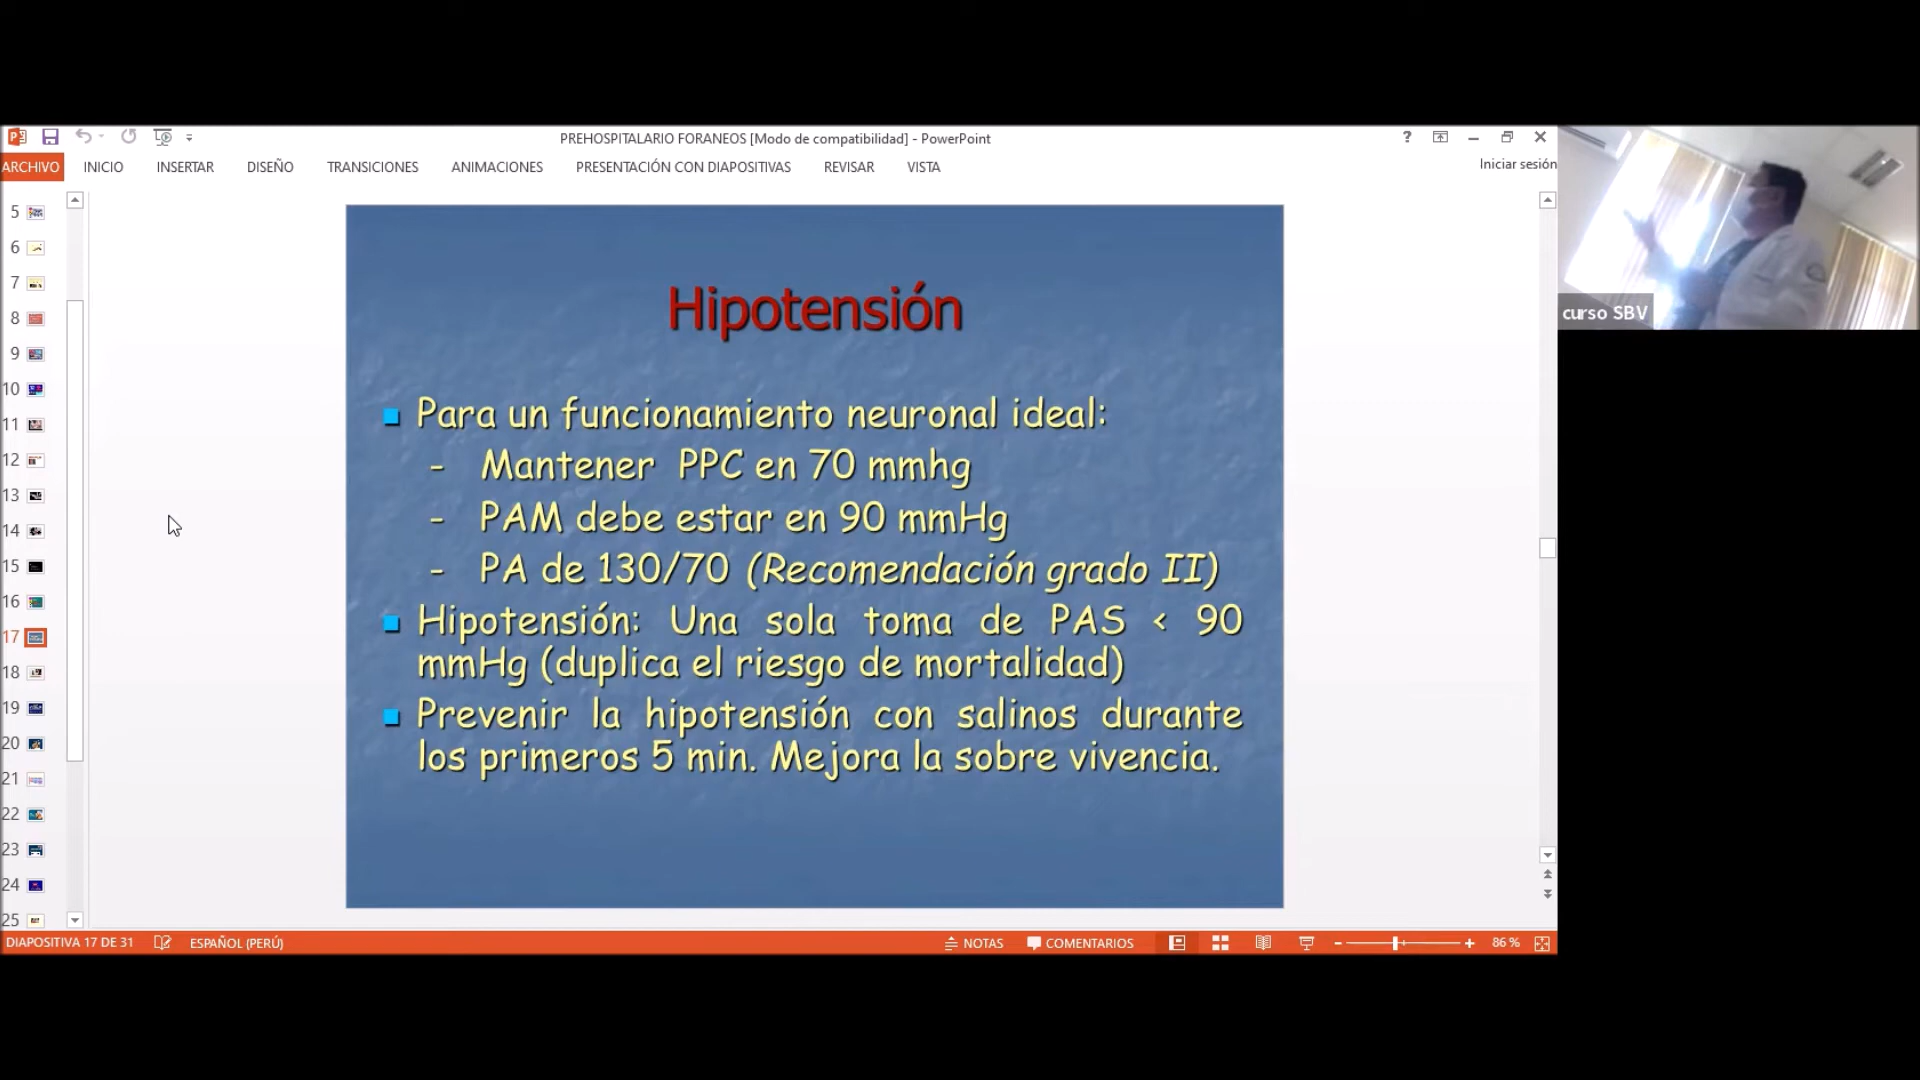 PREHOSPITALARIO FORANEOS [Modo de compatibilidad] - PowerPoint
?
ARCHIVO INICIO INSERTAR DISEÑO TRANSICIONES ANIMACIONES PRESENTACIÓN CON DIAPOSITIVAS REVISAR VISTA
Iniciar sesión
5
6
7
8
9
10
11
12
13
14
15
16
17
18
19
20
21
22
23
24
25
Hipotensión
Para un funcionamiento neuronal ideal:
- Mantener PPC en 70 mmhg
- PAM debe estar en 90 mmHg
- PA de 130/70 (Recomendación grado II)
Hipotensión: Una sola toma de PAS < 90
mmHg (duplica el riesgo de mortalidad)
Prevenir la hipotensión con salinos durante
los primeros 5 min. Mejora la sobre vivencia.
curso SBV
DIAPOSITIVA 17 DE 31 ESPAÑOL (PERÚ) NOTAS COMENTARIOS 86 %